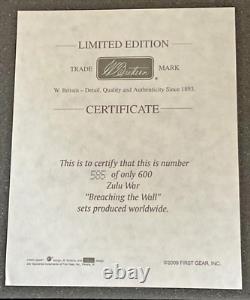 LIMITED EDITION
TRADE W. Britain MARK
®
W. Britain – Detail, Quality and Authenticity Since 1893.
CERTIFICATE
This is to certify that this is number
585 of only 600
Zulu War
"Breaching the Wall"
sets produced worldwide.
©2009 FIRST GEAR, INC.